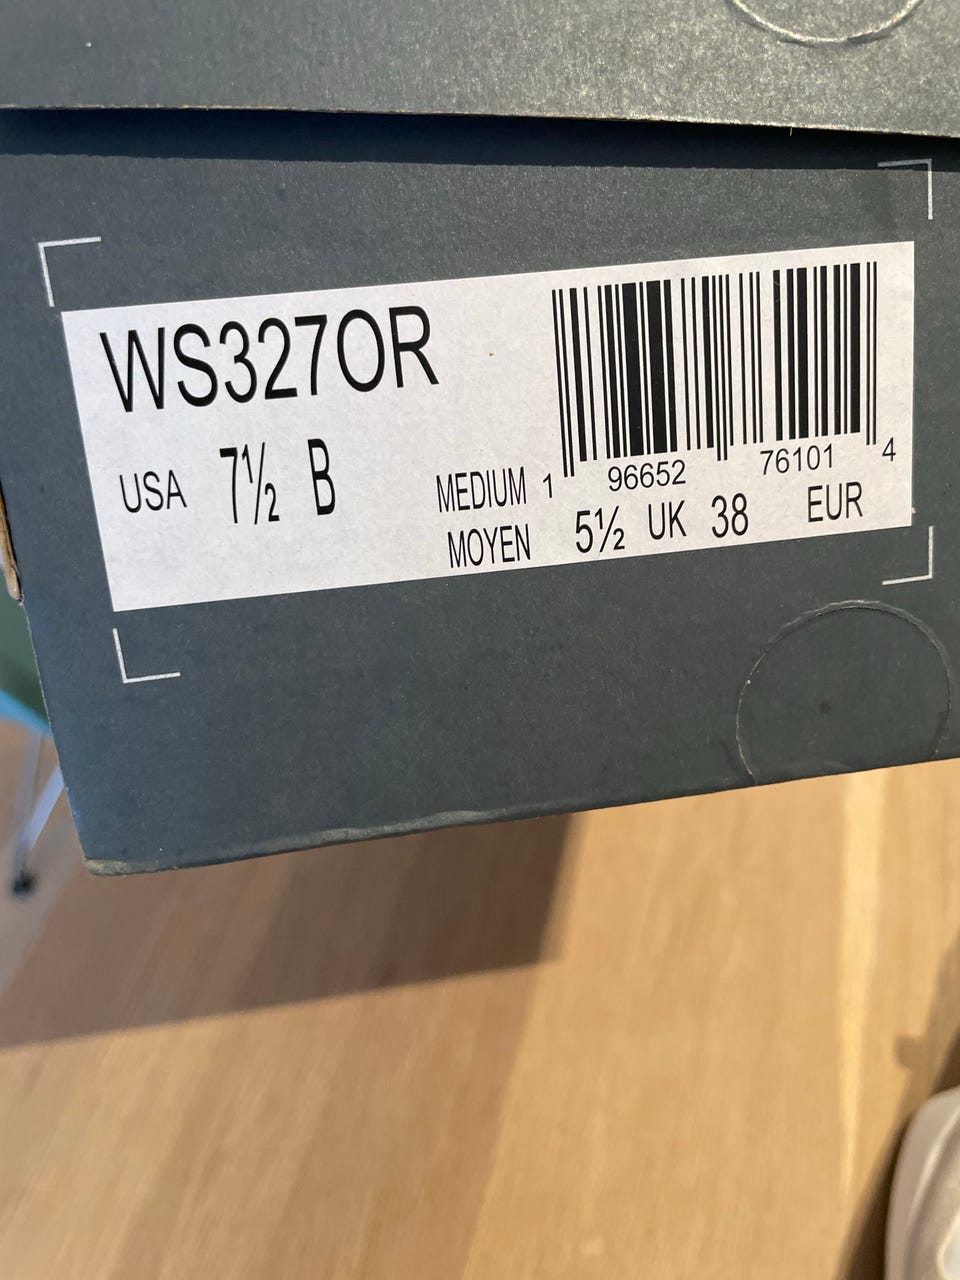 WS327OR
USA 7½ B
MEDIUM
MOYEN
1 96652 76101 4
5½ UK 38 EUR